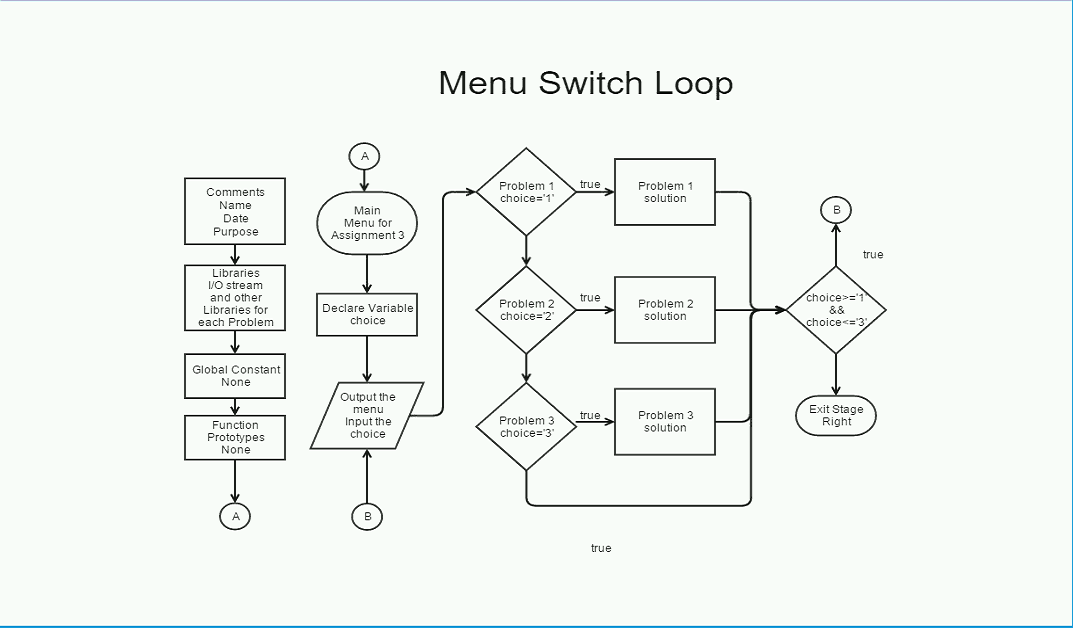 Menu Switch Loop
Comments
Name
Date
Purpose
Libraries
I/O stream
and other
Libraries for
each Problem
Global Constant
None
Function
Prototypes
None
A
A
Main
Menu for
Assignment 3
Declare Variable
choice
Output the
menu
Input the
choice
B
Problem 1
choice='1'
true
Problem 1
solution
Problem 2
choice='2'
true
Problem 2
solution
Problem 3
choice='3'
true
Problem 3
solution
B
true
choice>='1'
&&
choice<='3'
Exit Stage
Right
true